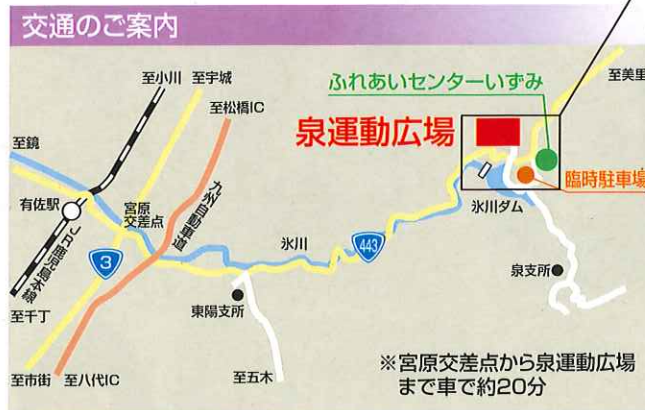 交通のご案内
至小川
至宇城
至松橋IC
ふれあいセンターいずみ
至美里
泉運動広場
至鏡
臨時駐車場
有佐駅
宮原
交差点
九州自動車道
氷川
443
氷川ダム
JR鹿児島本線
3
泉支所
至千丁
東陽支所
至市街
至八代IC
至五木
※宮原交差点から泉運動広場
まで車で約20分